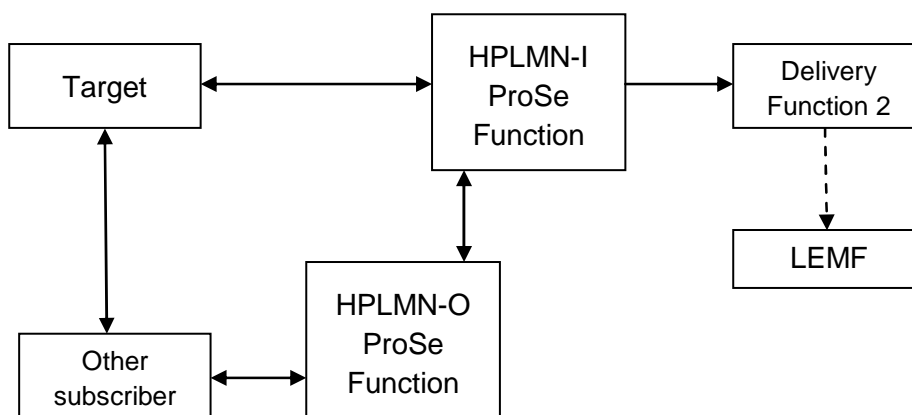 Target
HPLMN-I
ProSe
Function
Delivery
Function 2
LEMF
HPLMN-O
ProSe
Function
Other
subscriber